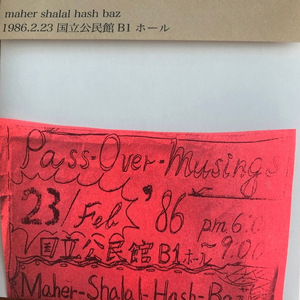 maher shalal hash baz
1986.2.23 国立公民館 B1 ホール
Pass-Over-Musings
23/Feb '86 pm.6:0
~9.00
国立公民館 B1ホール
Maher-Shalal-Hash-Baz